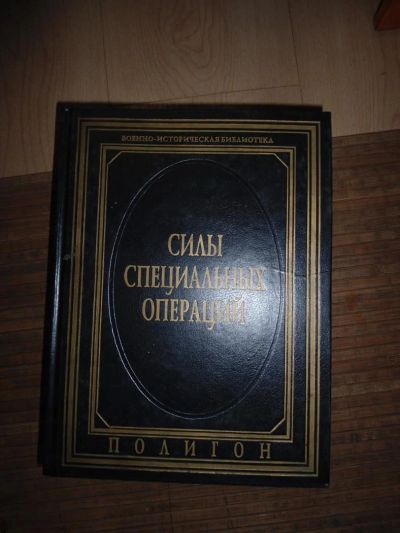 ВОЕННО-ИСТОРИЧЕСКАЯ БИБЛИОТЕКА
СИЛЫ
СПЕЦИАЛЬНЫХ
ОПЕРАЦИЙ
ПОЛИГОН